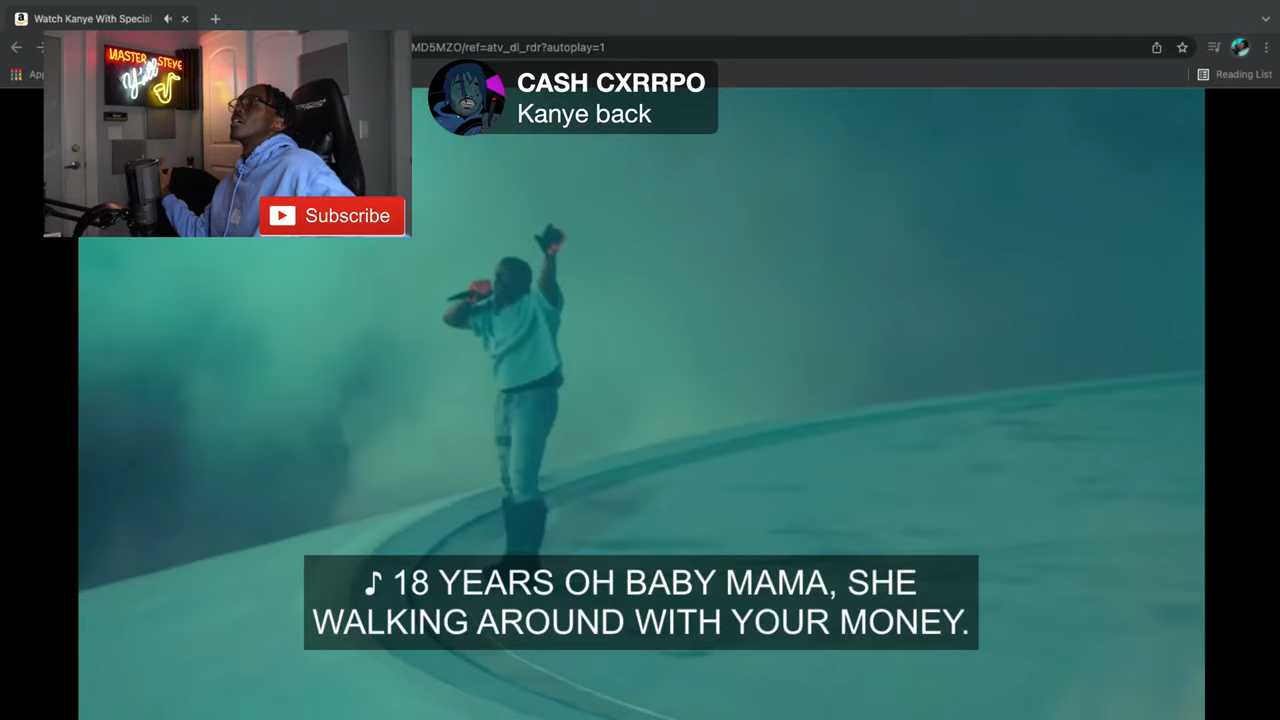 Watch Kanye With Special
MD5MZO/ref=atv_dl_rdr?autoplay=1
Reading List
MASTER STEVE
Y'all
CASH CXRRPO
Kanye back
Subscribe
♪ 18 YEARS OH BABY MAMA, SHE
WALKING AROUND WITH YOUR MONEY.